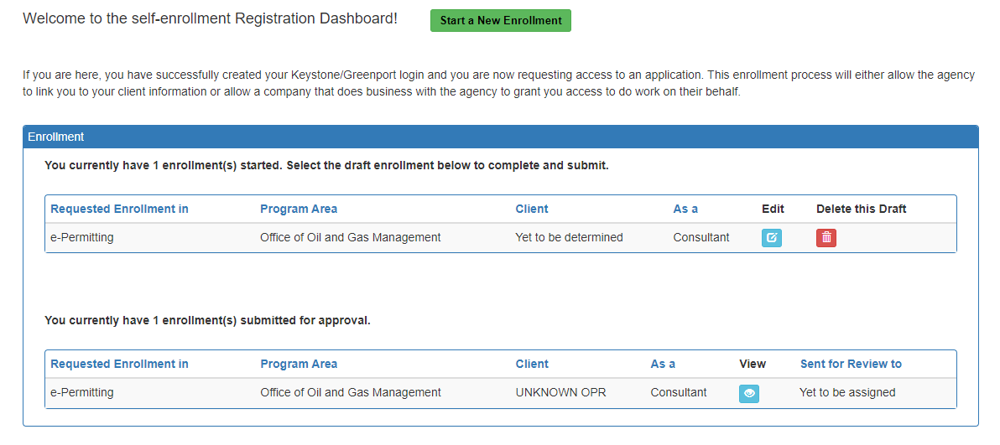 Welcome to the self-enrollment Registration Dashboard!
Start a New Enrollment
If you are here, you have successfully created your Keystone/Greenport login and you are now requesting access to an application. This enrollment process will either allow the agency
to link you to your client information or allow a company that does business with the agency to grant you access to do work on their behalf.
Enrollment
You currently have 1 enrollment(s) started. Select the draft enrollment below to complete and submit.
Requested Enrollment in Program Area Client As a Edit Delete this Draft
e-Permitting Office of Oil and Gas Management Yet to be determined Consultant
You currently have 1 enrollment(s) submitted for approval.
Requested Enrollment in Program Area Client As a View Sent for Review to
e-Permitting Office of Oil and Gas Management UNKNOWN OPR Consultant Yet to be assigned